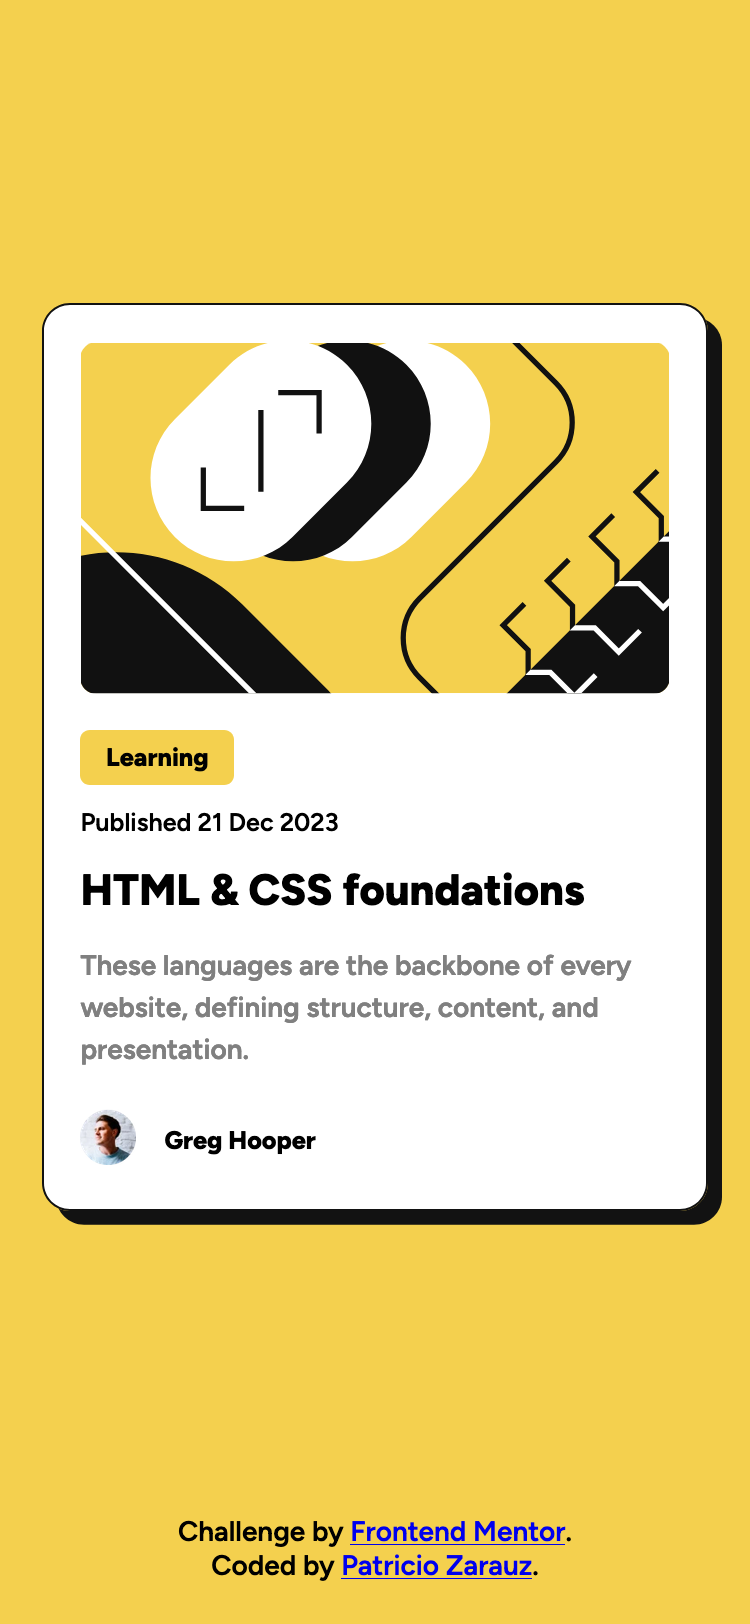 Learning
Published 21 Dec 2023
HTML & CSS foundations
These languages are the backbone of every
website, defining structure, content, and
presentation.
Greg Hooper
Challenge by Frontend Mentor.
Coded by Patricio Zarauz.